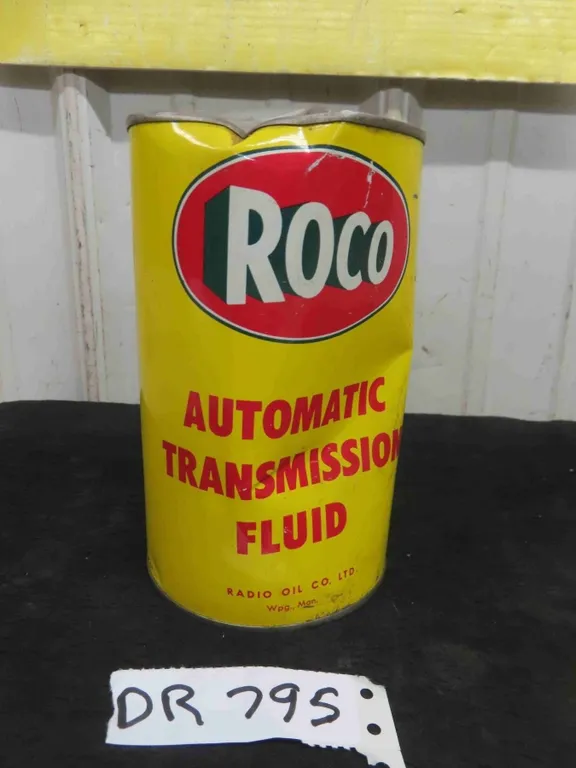 ROCO
AUTOMATIC
TRANSMISSION
FLUID
RADIO OIL CO. LTD.
Wpg., Man.
DR 795